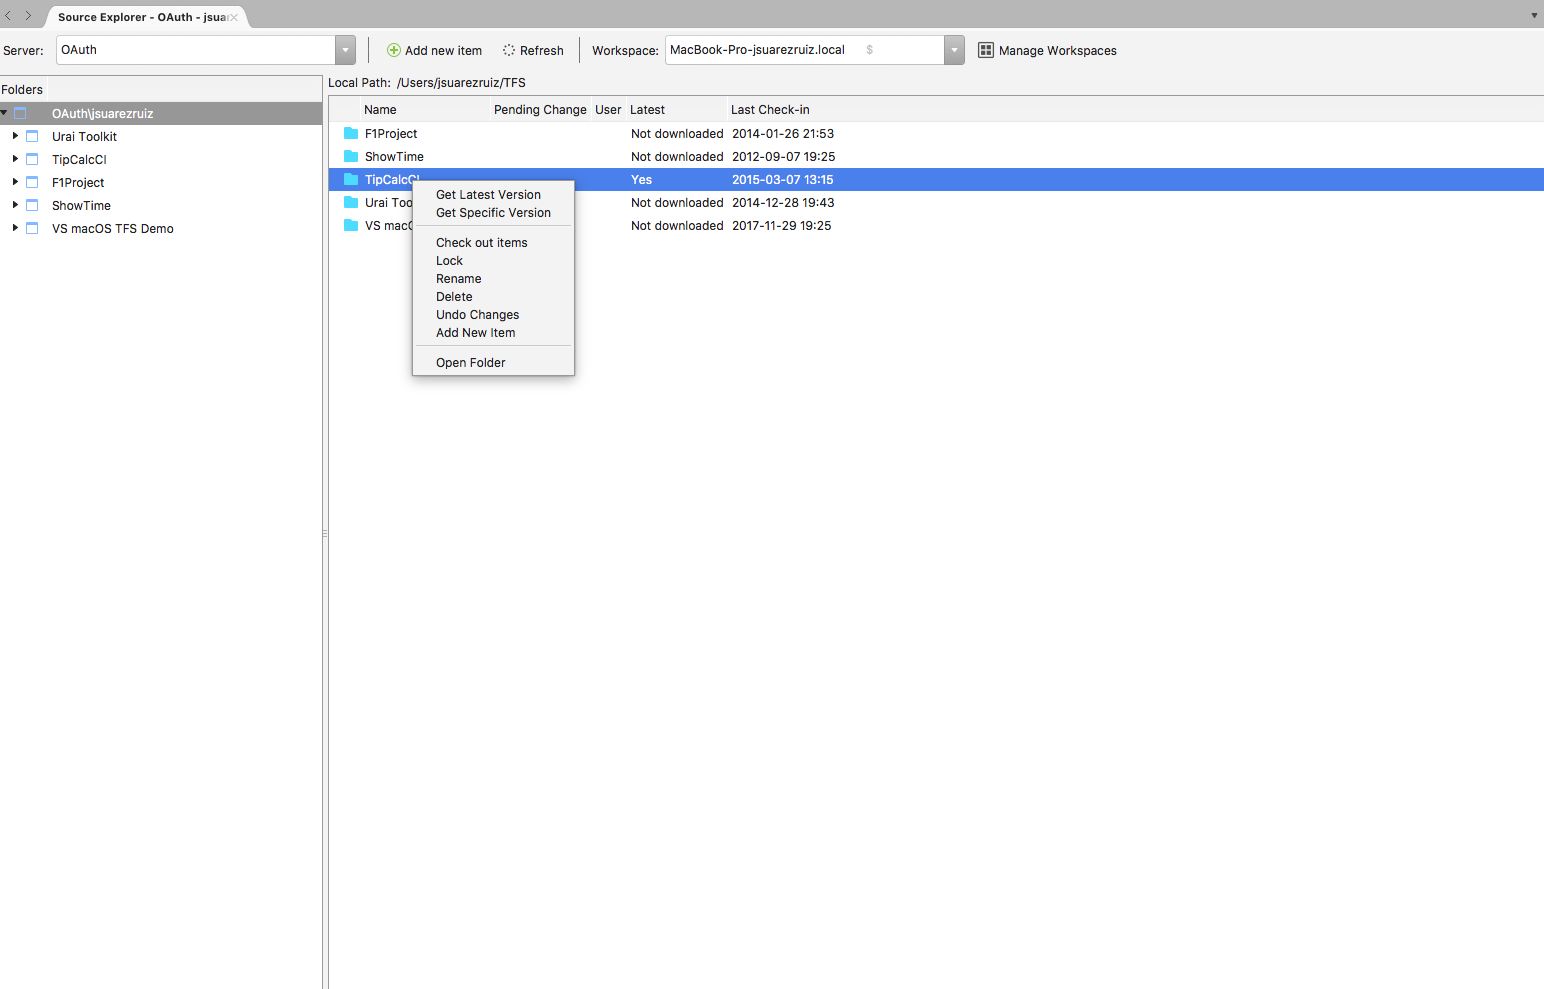 Source Explorer - OAuth - jsua
Server: OAuth Add new item Refresh Workspace: MacBook-Pro-jsuarezruiz.local $ Manage Workspaces
Local Path: /Users/jsuarezruiz/TFS
Folders
OAuth\jsuarezruiz
Urai Toolkit
TipCalcCI
F1Project
ShowTime
VS macOS TFS Demo
Name Pending Change User Latest Last Check-in
F1Project Not downloaded 2014-01-26 21:53
ShowTime Not downloaded 2012-09-07 19:25
TipCalcCI Yes 2015-03-07 13:15
Urai Too Not downloaded 2014-12-28 19:43
VS mac Not downloaded 2017-11-29 19:25
Get Latest Version
Get Specific Version
Check out items
Lock
Rename
Delete
Undo Changes
Add New Item
Open Folder